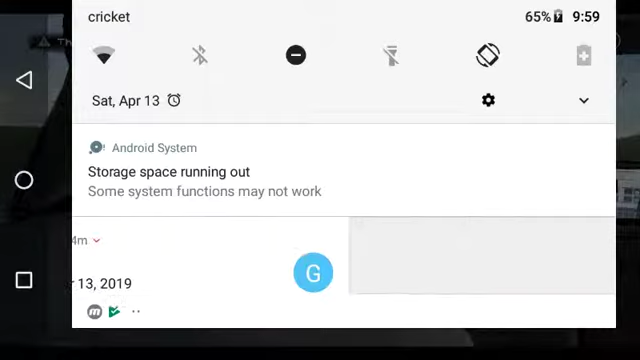 cricket 65% 9:59
Th
Sat, Apr 13
Android System
Storage space running out
Some system functions may not work
4m
13, 2019
G
m